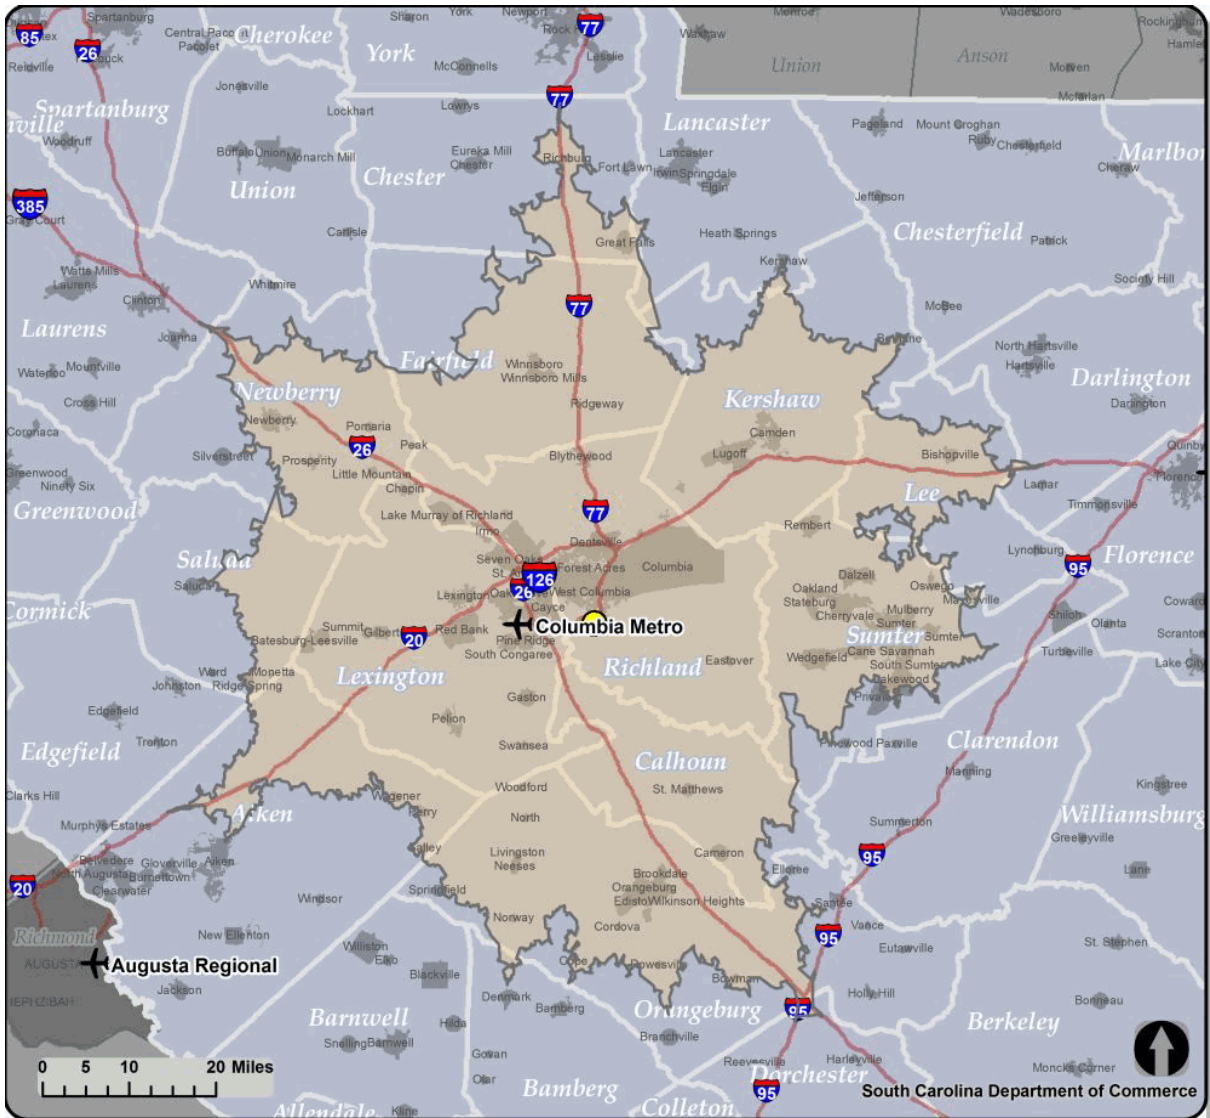 85
Spartanburg
Central Pacolet
Pacolet
Cherokee
Sharon
York
Newport
77
Monroe
Waxhaw
Wadesboro
26
Reidville
York
McConnells
Lesslie
Union
Anson
Morven
Jonesville
77
McFarlan
Spartanburg
Lockhart
Lowrys
Lancaster
Pageland
Mount Croghan
Ruby
Chesterfield
Woodruff
Buffalo
Union
Monarch Mill
Eureka Mill
Chester
Richburg
Fort Lawn
Lancaster
Irwin
Springdale
Elgin
Cheraw
Union
Chester
Jefferson
385
Gray Court
Carlisle
Great Falls
Heath Springs
Chesterfield
Patrick
Kershaw
Watts Mills
Laurens
Clinton
Whitmire
Society Hill
77
McBee
Laurens
Joanna
Fairfield
Winnsboro
Winnsboro Mills
North Hartsville
Hartsville
Mountville
Waterloo
Newberry
Kershaw
Darlington
Cross Hill
Newberry
Ridgeway
Darlington
Coronaca
Pomaria
26
Peak
Camden
Lugoff
Quinby
Silverstreet
Prosperity
Little Mountain
Chapin
Blythewood
Bishopville
Greenwood
Ninety Six
Lamar
Florence
Greenwood
Lake Murray of Richland
Irmo
77
Lee
Timmonsville
Rembert
Saluda
Dentsville
Seven Oaks
Forest Acres
Columbia
Lynchburg
Florence
95
126
26
West Columbia
Cayce
Lexington
Saluda
Oakland
Stateburg
Dalzell
Cherryvale
Mulberry
Sumter
Oswego
Mayesville
Cormick
Shiloh
Coward
Olanta
Summit
Gilbert
20
Red Bank
Columbia Metro
Batesburg-Leesville
Pine Ridge
South Congaree
Sumter
Sumter
Scranton
Turbeville
Lake City
Ward
Monetta
Ridge Spring
Johnston
Lexington
Richland
Eastover
Wedgefield
Cane Savannah
South Sumter
Lakewood
Privateer
Gaston
Edgefield
Pelion
Trenton
Swansea
Edgefield
Calhoun
Pinewood
Paxville
Clarendon
Manning
Clarks Hill
Aiken
Wagener
Perry
Woodford
St. Matthews
Kingstree
North
Murphys Estates
Summerton
Williamsburg
Greeleyville
Belvedere
North Augusta
Gloverville
Burnettown
Clearwater
Aiken
Salley
Livingston
Neeses
Cameron
95
Elloree
Lane
20
Brookdale
Orangeburg
Edisto
Wilkinson Heights
Springfield
Windsor
Santee
Norway
Cordova
Vance
95
Richmond
New Ellenton
Williston
Elko
Eutawville
St. Stephen
AUGUSTA
Augusta Regional
Blackville
Cope
Rowesville
Bowman
Jackson
Denmark
Bamberg
Orangeburg
95
Holly Hill
Bonneau
Barnwell
Hilda
Branchville
Berkeley
Snelling
Barnwell
Govan
Reevesville
Harleyville
Moncks Corner
0 5 10 20 Miles
Olar
Bamberg
Dorchester
95
South Carolina Department of Commerce
Allendale
Kline
Colleton